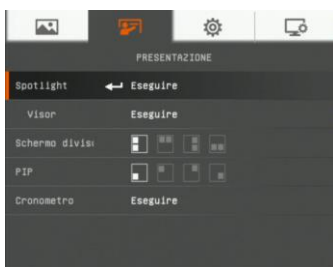 PRESENTAZIONE
Spotlight Eseguire
Visor Eseguire
Schermo divisi
PIP
Cronometro Eseguire